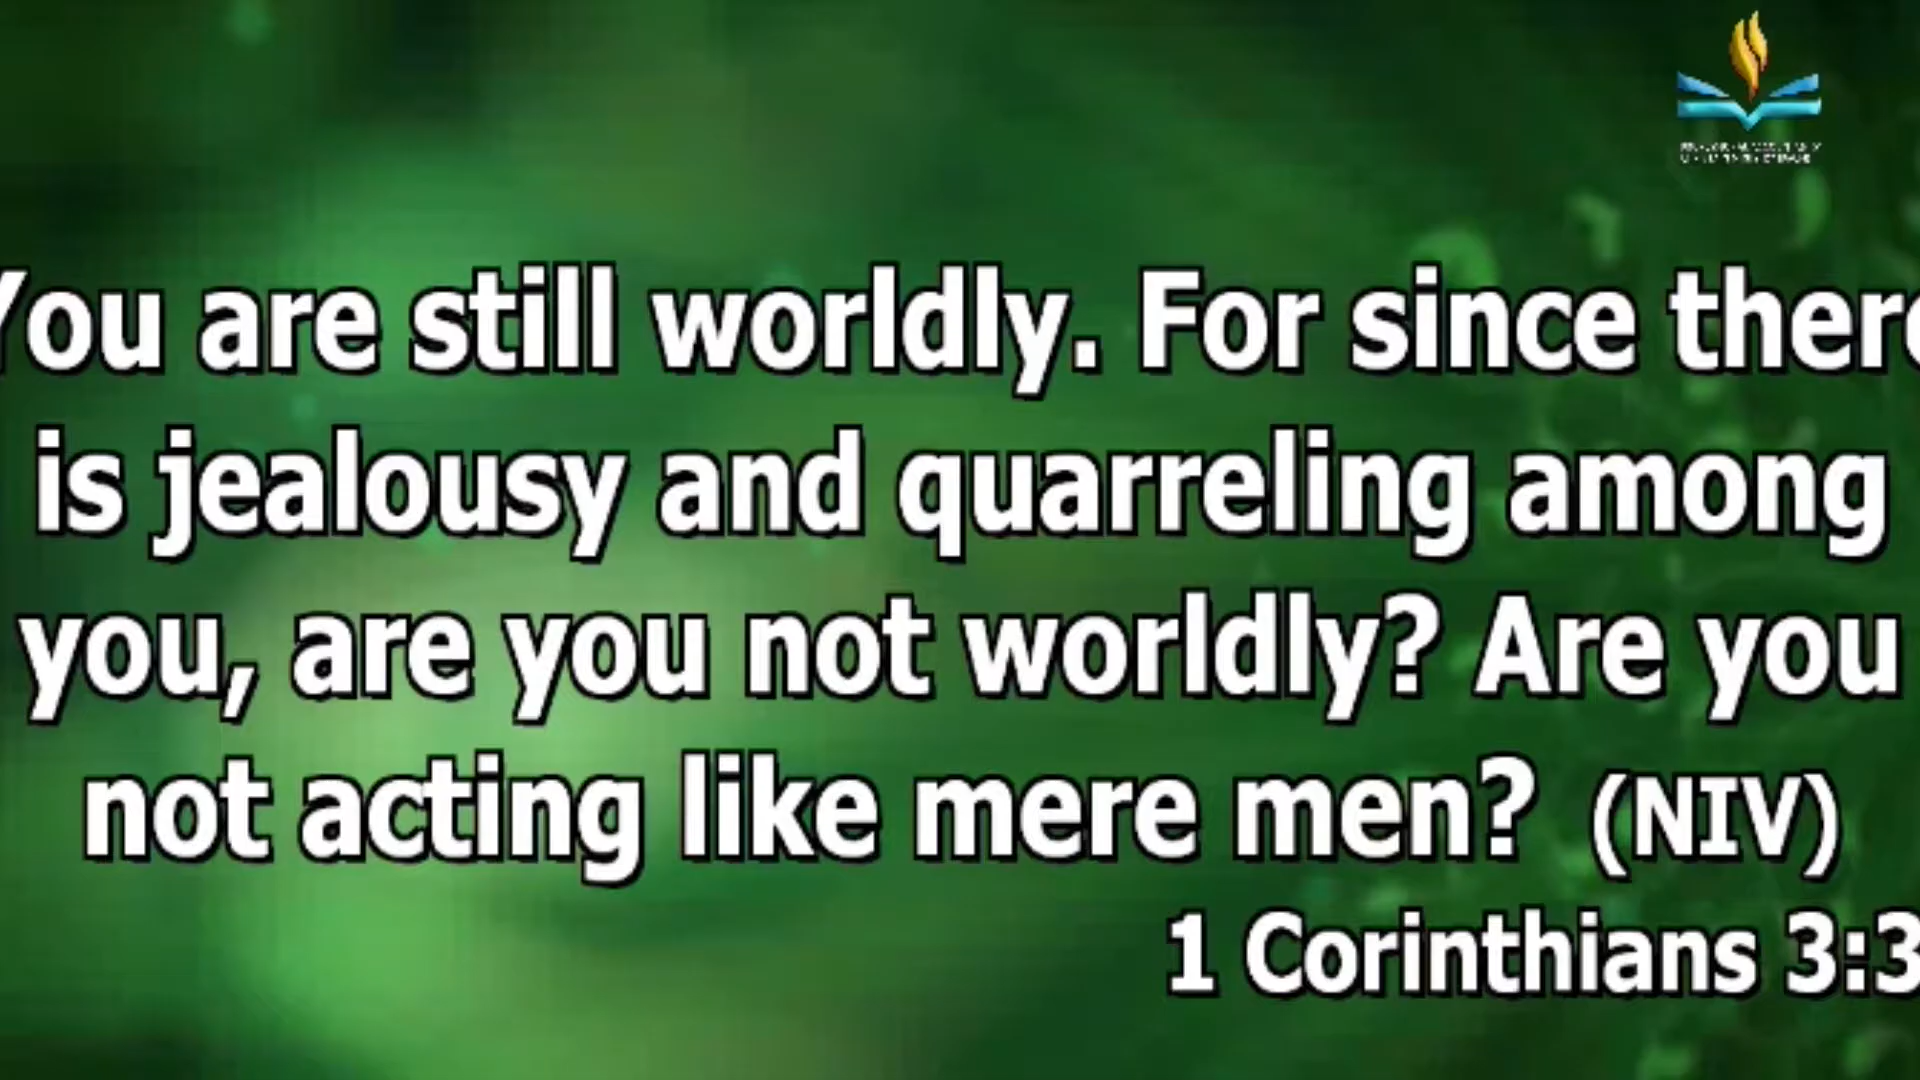 You are still worldly. For since there
is jealousy and quarreling among
you, are you not worldly? Are you
not acting like mere men? (NIV)
1 Corinthians 3:3